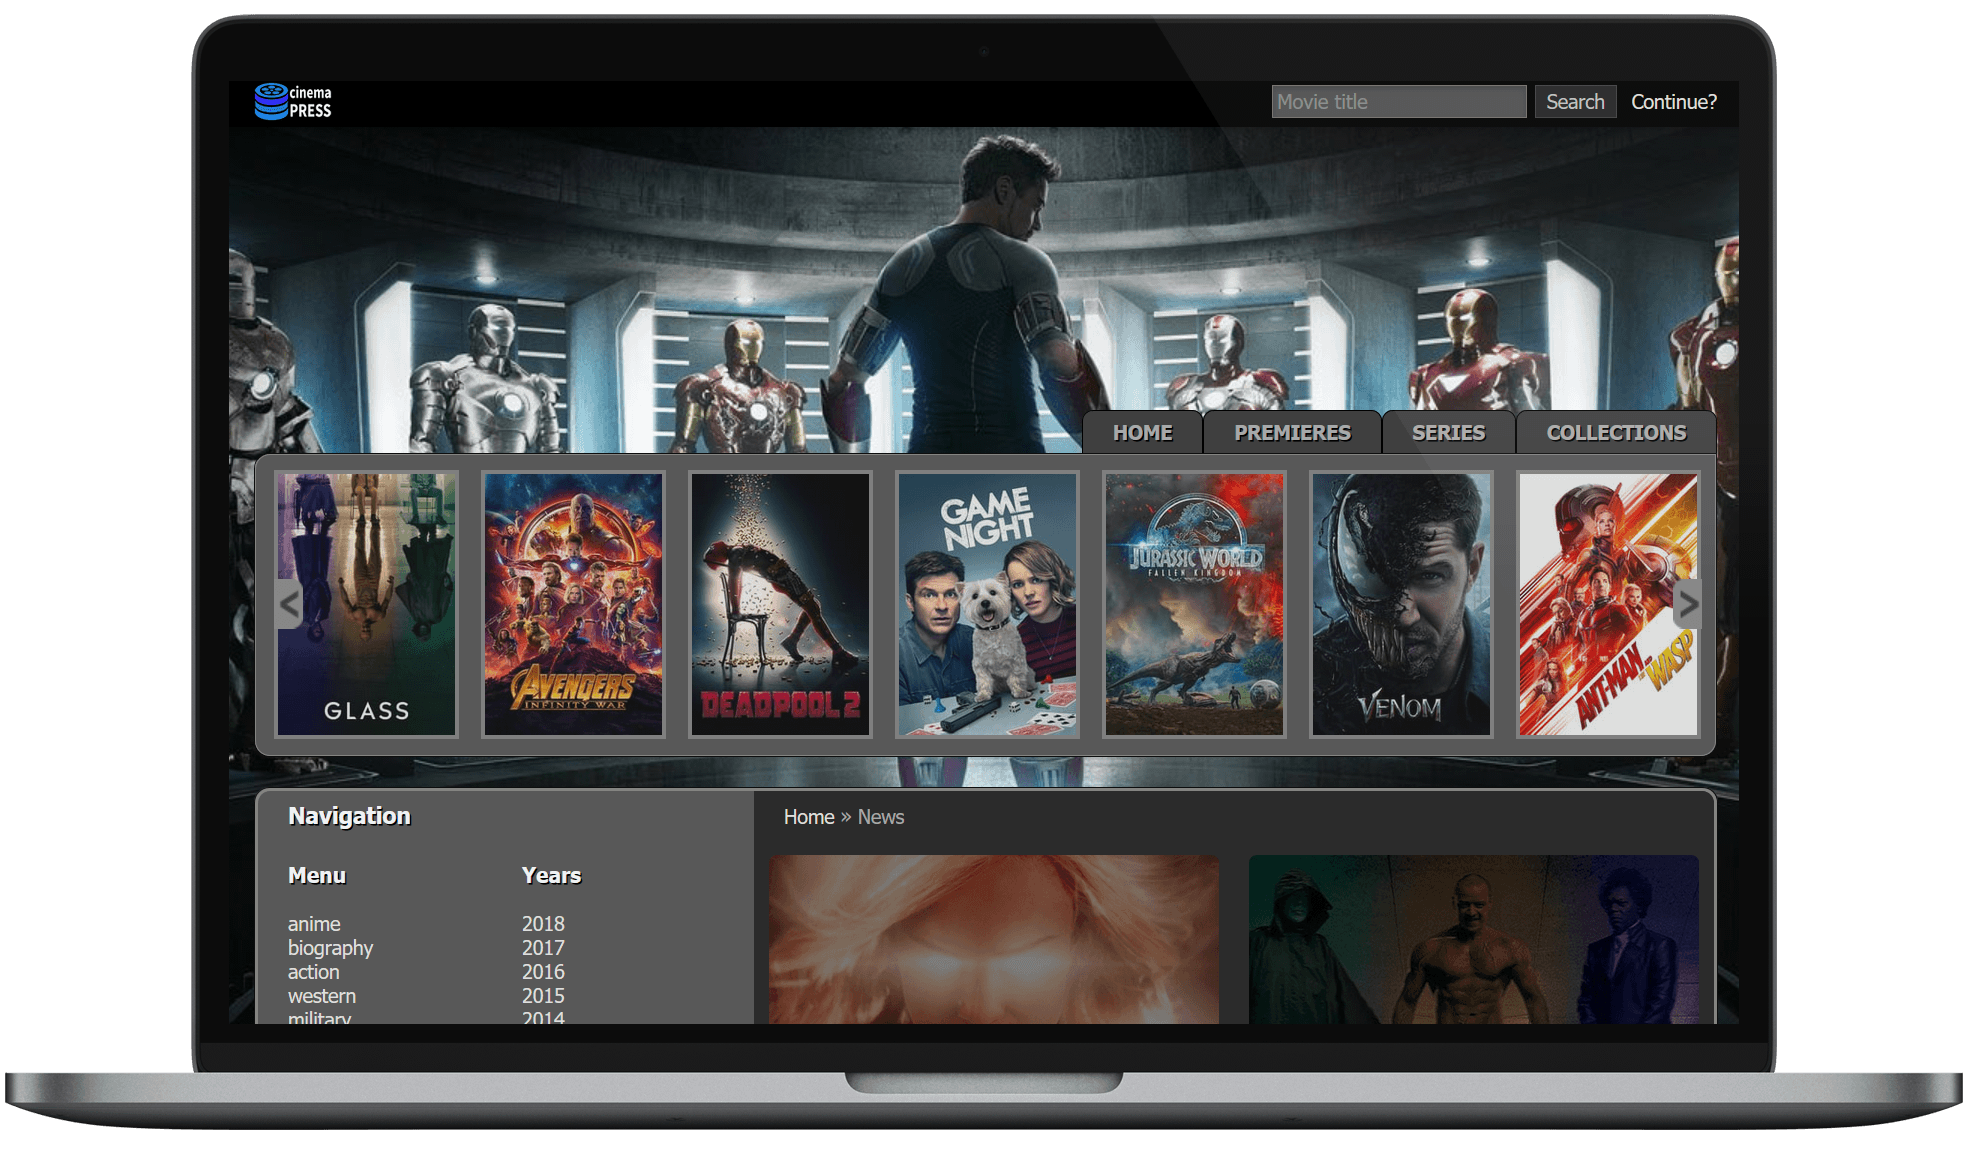 cinema
PRESS
Movie title
Search
Continue?
HOME
PREMIERES
SERIES
COLLECTIONS
<
GLASS
AVENGERS
INFINITY WAR
DEADPOOL 2
GAME
NIGHT
JURASSIC WORLD
FALLEN KINGDOM
VENOM
ANT-MAN
AND THE
WASP
>
Navigation
Menu
anime
biography
action
western
military
Years
2018
2017
2016
2015
2014
Home » News